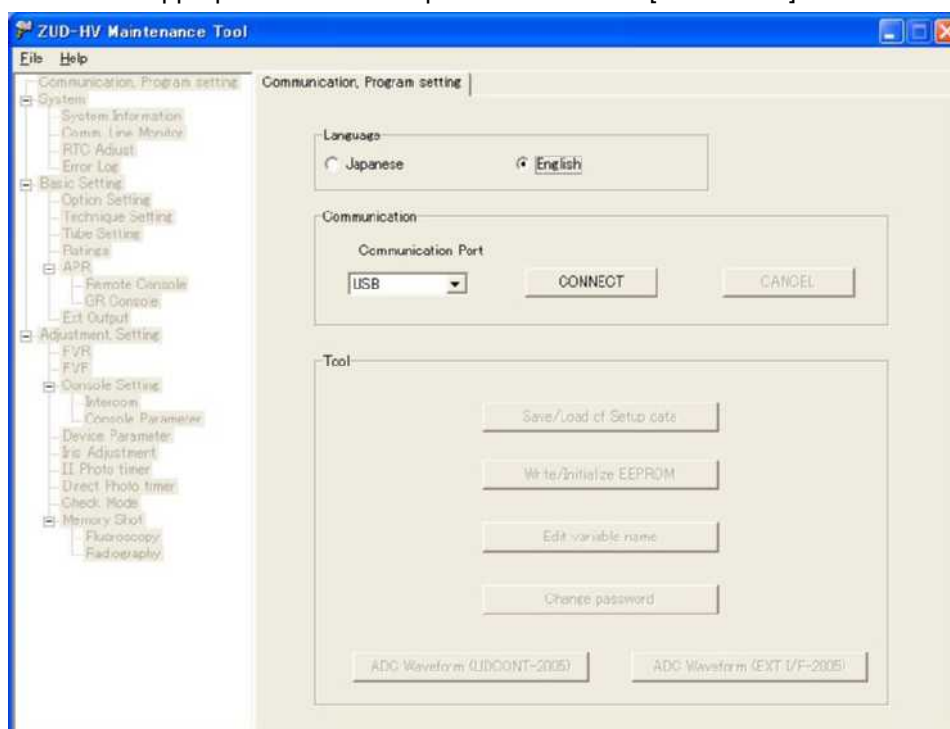 ZUD-HV Maintenance Tool
File Help
Communication, Program setting
System
System Information
Comm. Line Monitor
RTC Adjust
Error Log
Basic Setting
Option Setting
Technique Setting
Tube Setting
Ratings
APR
Remote Console
GR Console
Ext Output
Adjustment, Setting
FVR
FVF
Console Setting
Intercom
Console Parameter
Device Parameter
Iris Adjustment
II Photo timer
Direct Photo timer
Check Mode
Memory Shot
Fluoroscopy
Radiography
Communication, Program setting
Language
Japanese English
Communication
Communication Port
USB CONNECT CANCEL
Tool
Save/Load of Setup data
Write/Initialize EEPROM
Edit variable name
Change password
ADC Waveform (UDCONT-2005) ADC Waveform (EXT I/F-2005)